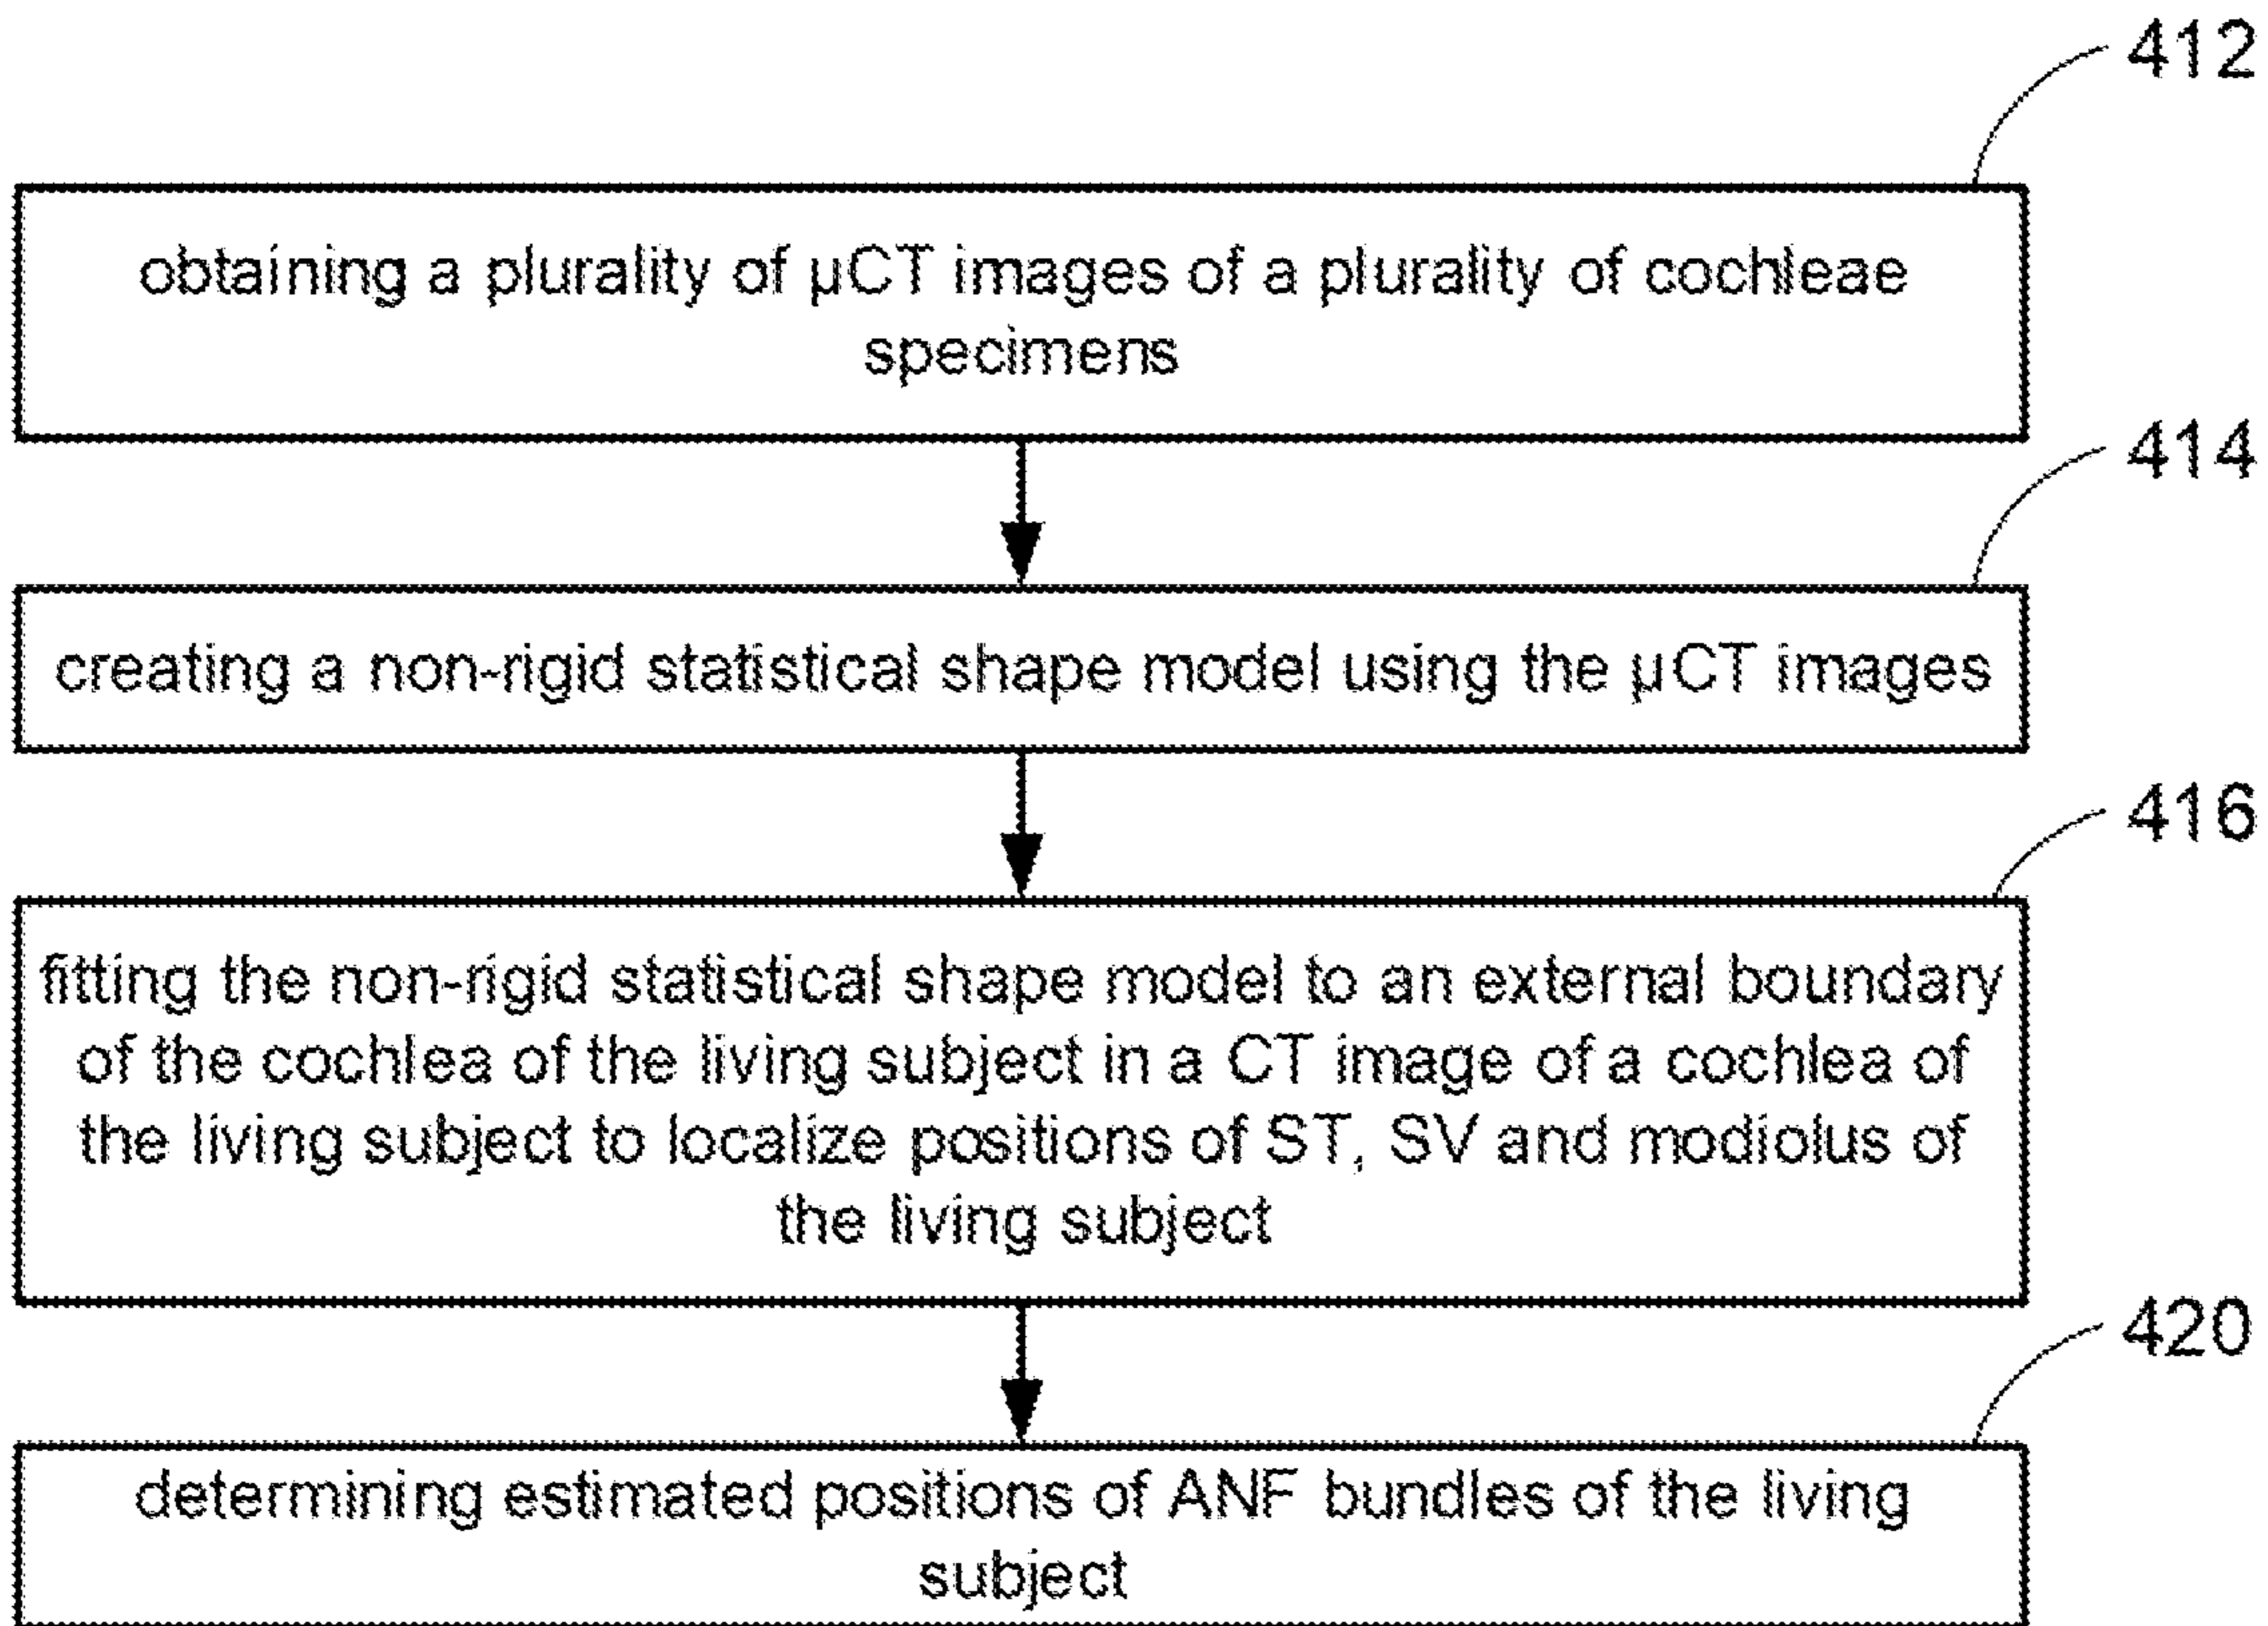 412
obtaining a plurality of µCT images of a plurality of cochleae
specimens
414
creating a non-rigid statistical shape model using the µCT images
416
fitting the non-rigid statistical shape model to an external boundary
of the cochlea of the living subject in a CT image of a cochlea of
the living subject to localize positions of ST, SV and modiolus of
the living subject
420
determining estimated positions of ANF bundles of the living
subject